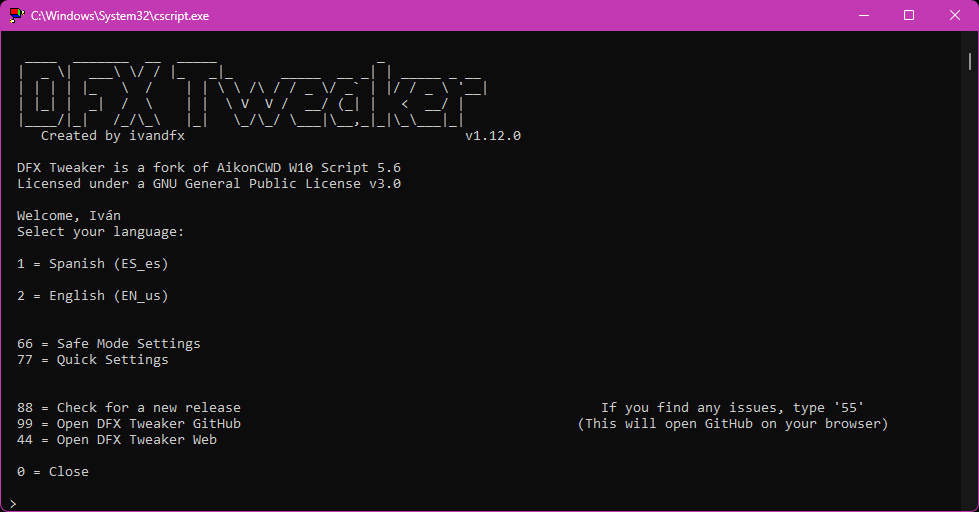 C:\Windows\System32\cscript.exe
DFX Tweaker
Created by ivandfx v1.12.0
DFX Tweaker is a fork of AikonCWD W10 Script 5.6
Licensed under a GNU General Public License v3.0
Welcome, Iván
Select your language:
1 = Spanish (ES_es)
2 = English (EN_us)
66 = Safe Mode Settings
77 = Quick Settings
88 = Check for a new release If you find any issues, type '55'
99 = Open DFX Tweaker GitHub (This will open GitHub on your browser)
44 = Open DFX Tweaker Web
0 = Close
>